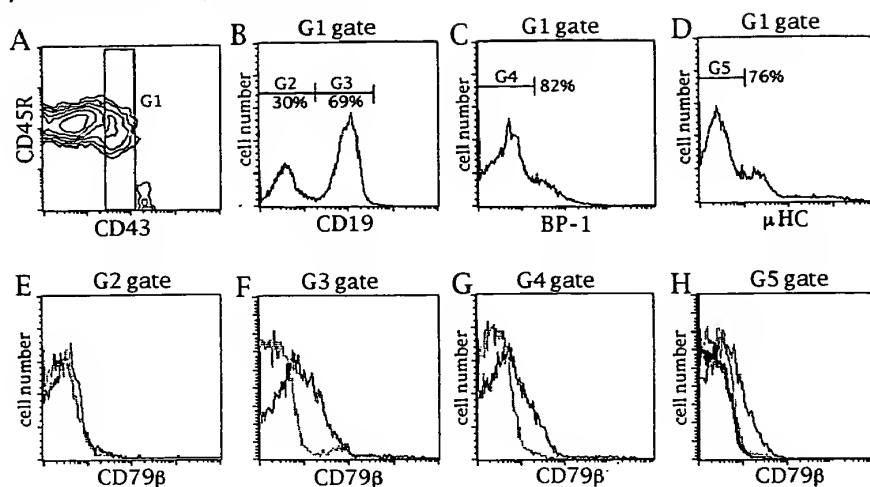 A
CD45R
G1
CD43
B
G1 gate
cell number
G2
30%
G3
69%
CD19
C
G1 gate
cell number
G4
82%
BP-1
D
G1 gate
cell number
G5
76%
μHC
E
G2 gate
cell number
CD79β
F
G3 gate
cell number
CD79β
G
G4 gate
cell number
CD79β
H
G5 gate
cell number
CD79β